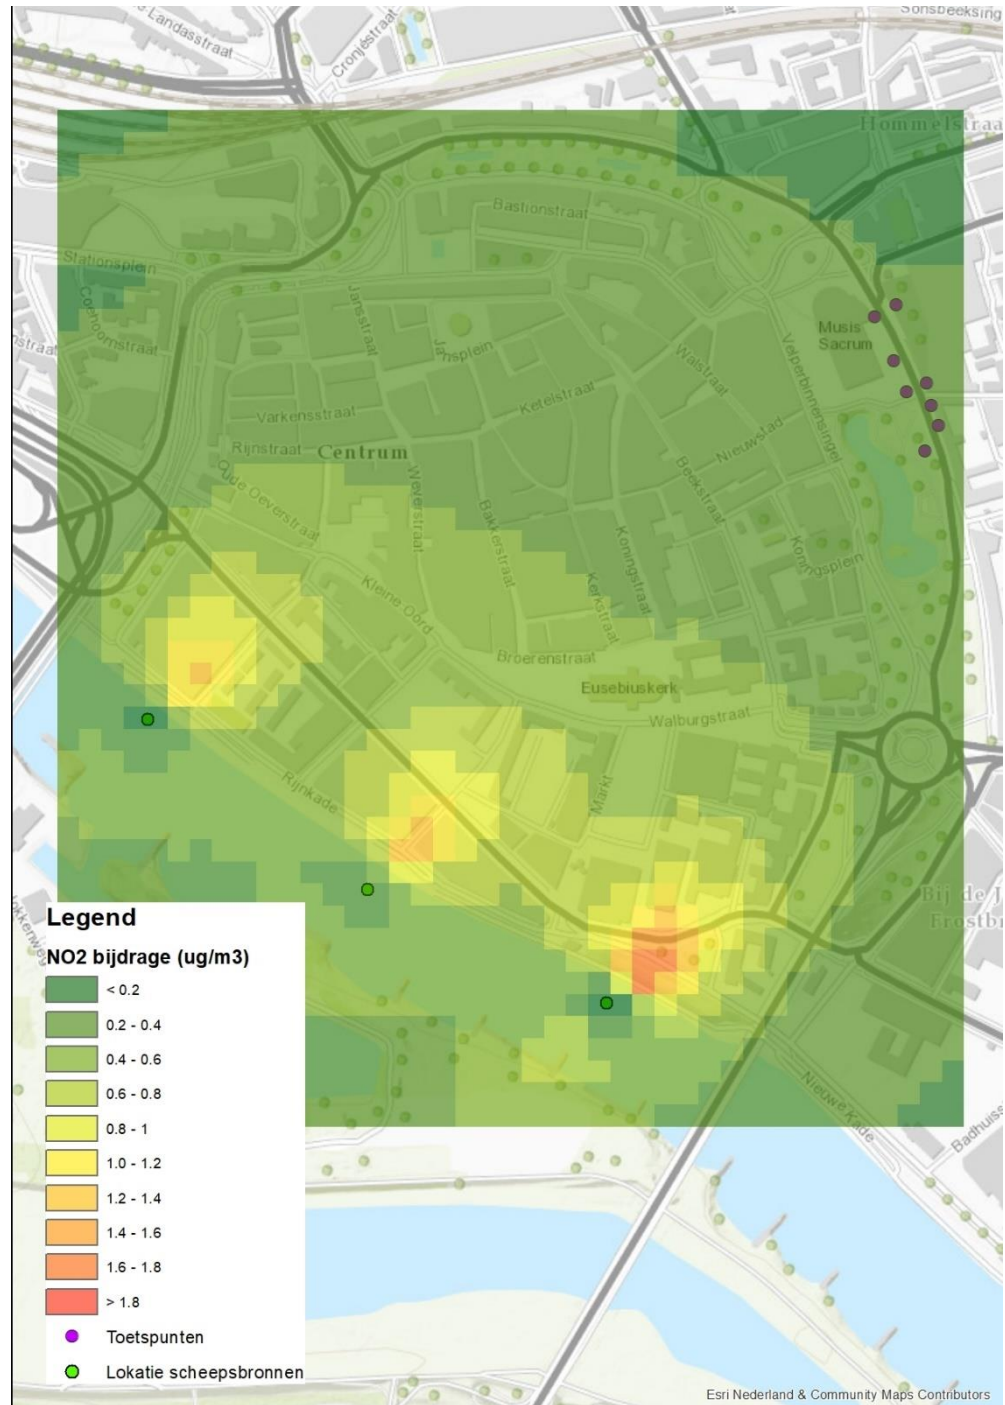 Sonsbeeksing
Landasstraat
Cronjéstraat
Hommelstraa
Bastionstraat
Stationsplein
Coehoornstraat
nstraat
Jansstraat
Jansplein
Musis
Sacrum
Walstraat
Velperbinnensingel
Ketelstraat
Varkensstraat
Rijnstraat
Centrum
Nieuwstad
Oude Oeverstraat
Weverstraat
Beekstraat
Bakkerstraat
Koningstraat
Koningsplein
Kleine Oord
Kerkstraat
Broerenstraat
Eusebiuskerk
Walburgstraat
Rijnkade
Markt
Bij de J
Frostbr
Nieuwe Kade
Badhuiss
Legend
NO2 bijdrage (ug/m3)
< 0.2
0.2 - 0.4
0.4 - 0.6
0.6 - 0.8
0.8 - 1
1.0 - 1.2
1.2 - 1.4
1.4 - 1.6
1.6 - 1.8
> 1.8
Toetspunten
Lokatie scheepsbronnen
Esri Nederland & Community Maps Contributors